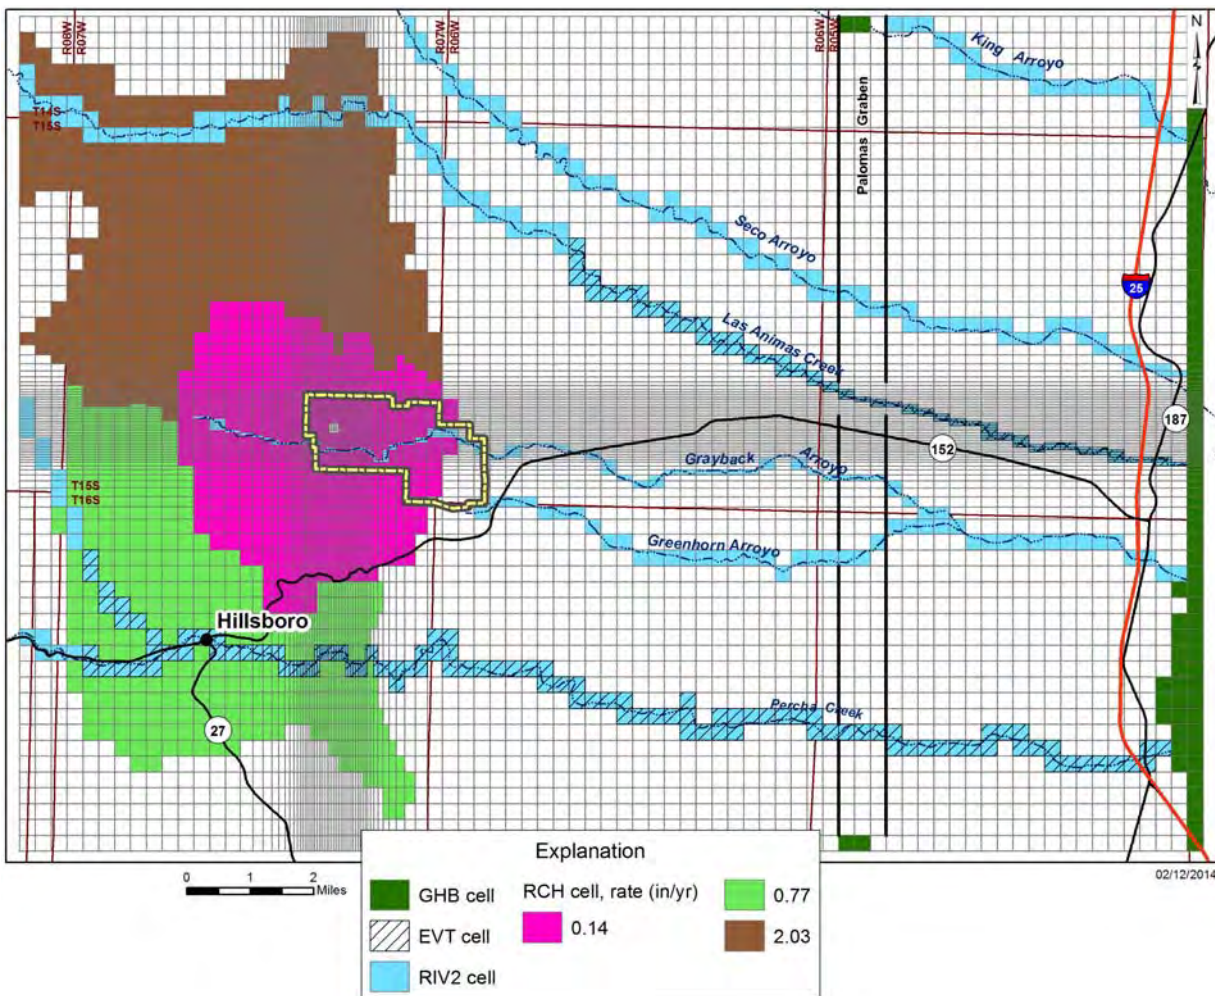 R08W
R07W
R07W
R06W
R06W
R05W
N
King Arroyo
T14S
T15S
Palomas Graben
Seco Arroyo
25
Las Animas Creek
187
152
Grayback Arroyo
T15S
T16S
Greenhorn Arroyo
Hillsboro
Percha Creek
27
0 1 2
Miles
02/12/2014
Explanation
GHB cell
RCH cell, rate (in/yr)
0.77
EVT cell
0.14
2.03
RIV2 cell